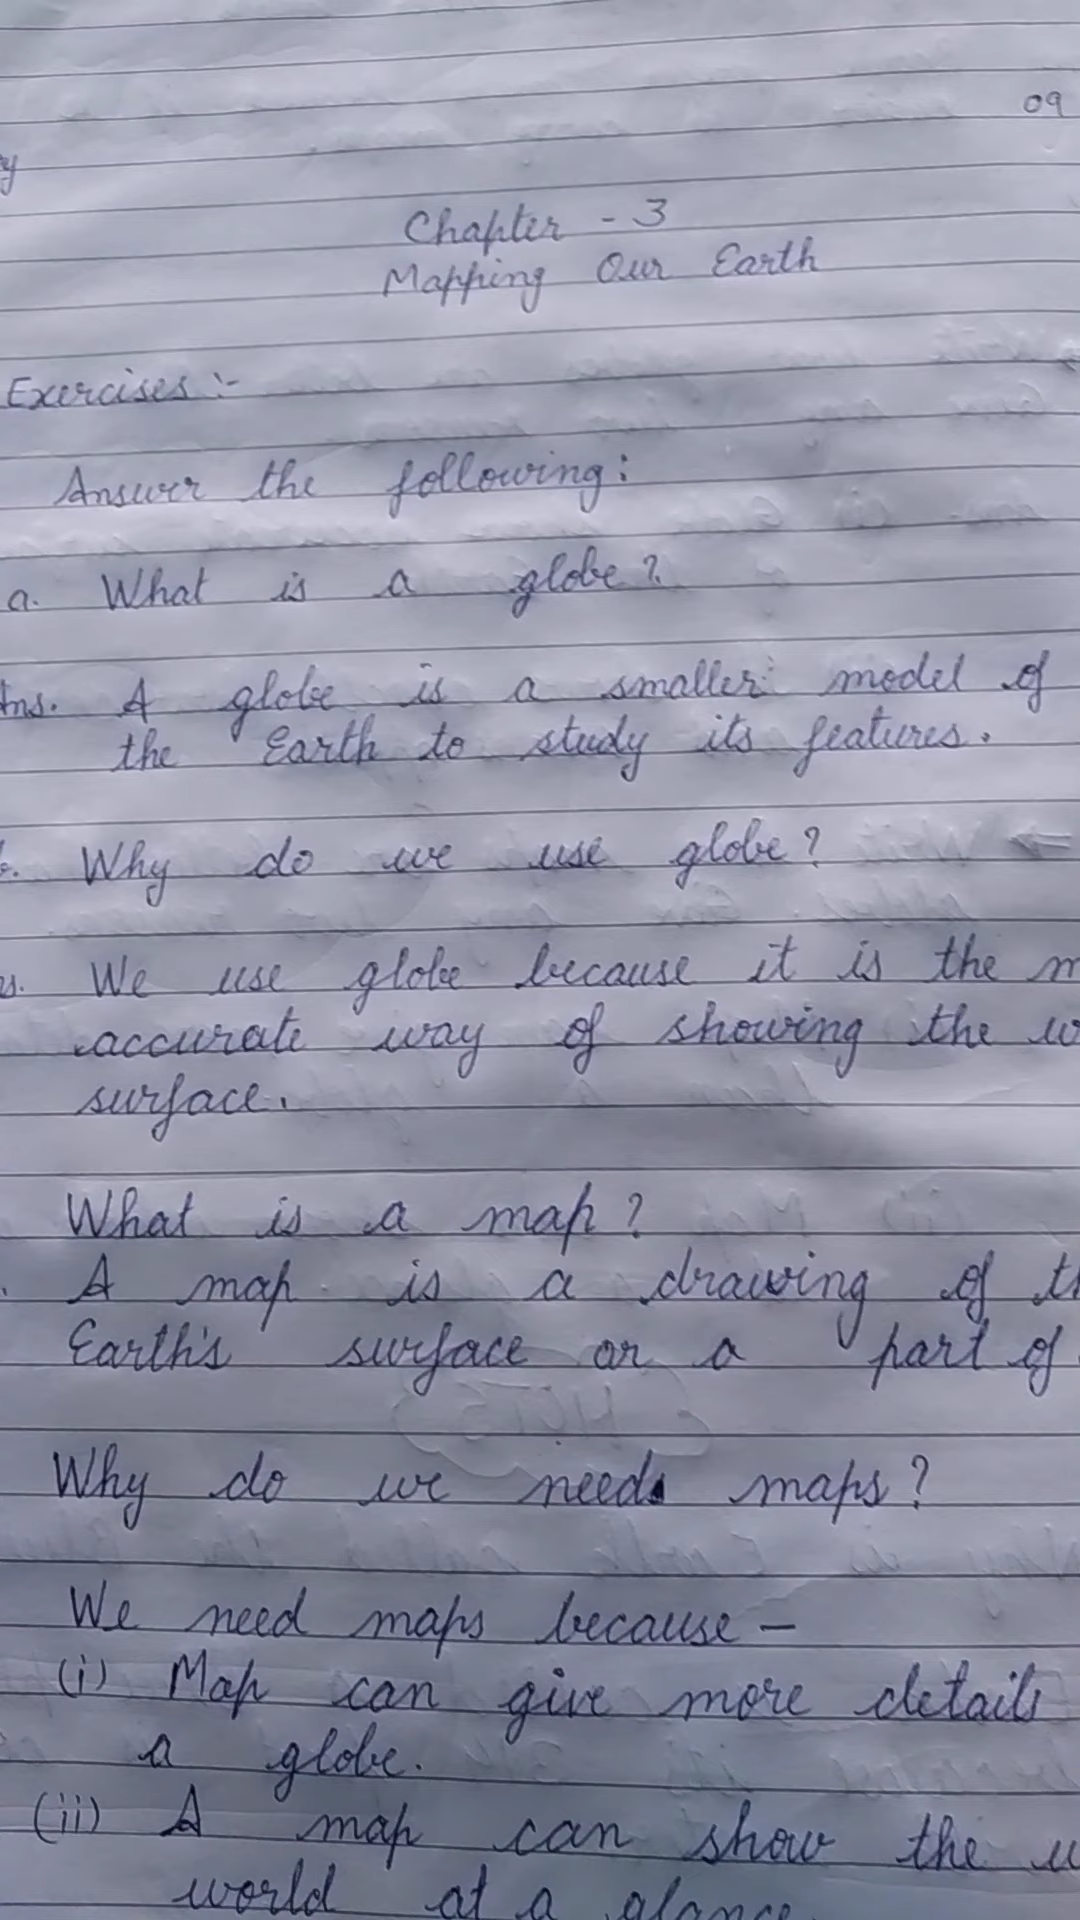 09
y
Chapter - 3
Mapping Our Earth
Exercises :-
Answer the following:
a. What is a globe?
Ans. A globe is a smaller model of
the Earth to study its features.
Why do we use globe?
s. We use globe because it is the m
accurate way of showing the w
surface.
What is a map?
. A map is a drawing of th
Earth's surface or a part of
Why do we need maps?
We need maps because —
(i) Map can give more details
a globe.
(ii) A map can show the w
world at a glance